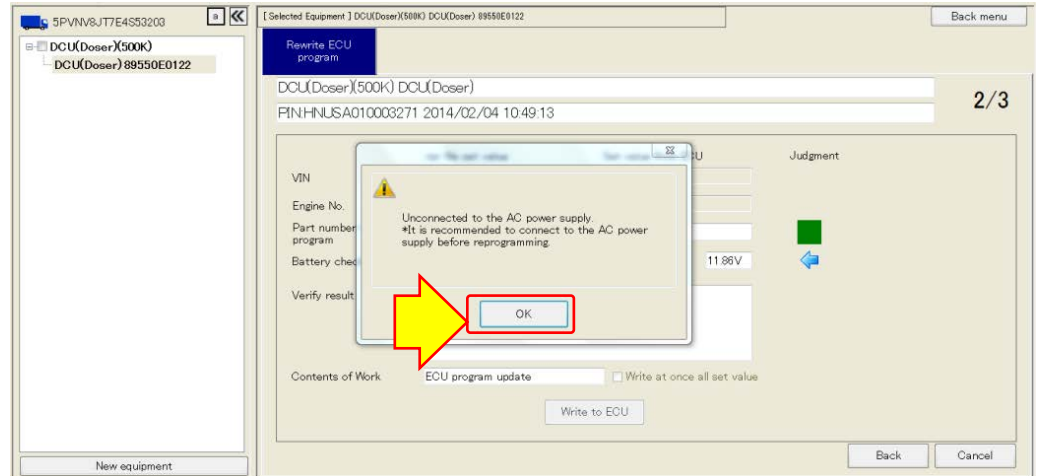 5PVNV8JT7E4S53203
a
[ Selected Equipment ] DCU(Doser)(500K) DCU(Doser) 89550E0122
Back menu
DCU(Doser)(500K)
DCU(Doser) 89550E0122
Rewrite ECU
program
DCU(Doser)(500K) DCU(Doser)
2/3
PIN:HNUSA010003271 2014/02/04 10:49:13
Judgment
VIN
Engine No.
Part number
program
Battery chec
11.86V
Unconnected to the AC power supply.
*It is recommended to connect to the AC power
supply before reprogramming.
Verify result
OK
Contents of Work
ECU program update
Write at once all set value
Write to ECU
Back
Cancel
New equipment